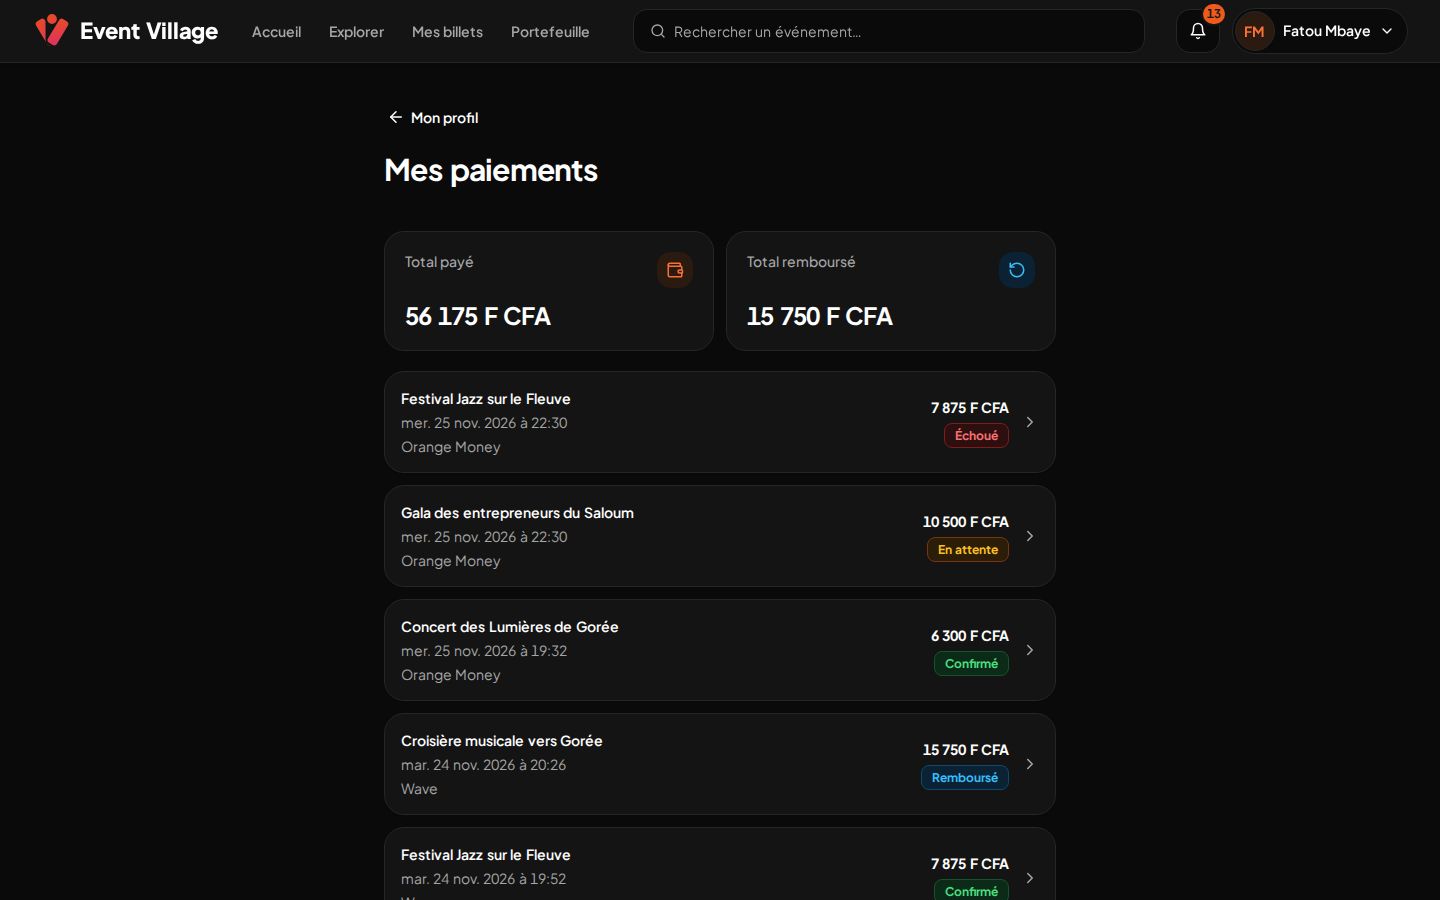 Event Village
Accueil
Explorer
Mes billets
Portefeuille
Rechercher un événement...
13
FM
Fatou Mbaye
Mon profil
Mes paiements
Total payé
56 175 F CFA
Total remboursé
15 750 F CFA
Festival Jazz sur le Fleuve
mer. 25 nov. 2026 à 22:30
Orange Money
7 875 F CFA
Échoué
Gala des entrepreneurs du Saloum
mer. 25 nov. 2026 à 22:30
Orange Money
10 500 F CFA
En attente
Concert des Lumières de Gorée
mer. 25 nov. 2026 à 19:32
Orange Money
6 300 F CFA
Confirmé
Croisière musicale vers Gorée
mar. 24 nov. 2026 à 20:26
Wave
15 750 F CFA
Remboursé
Festival Jazz sur le Fleuve
mar. 24 nov. 2026 à 19:52
7 875 F CFA
Confirmé